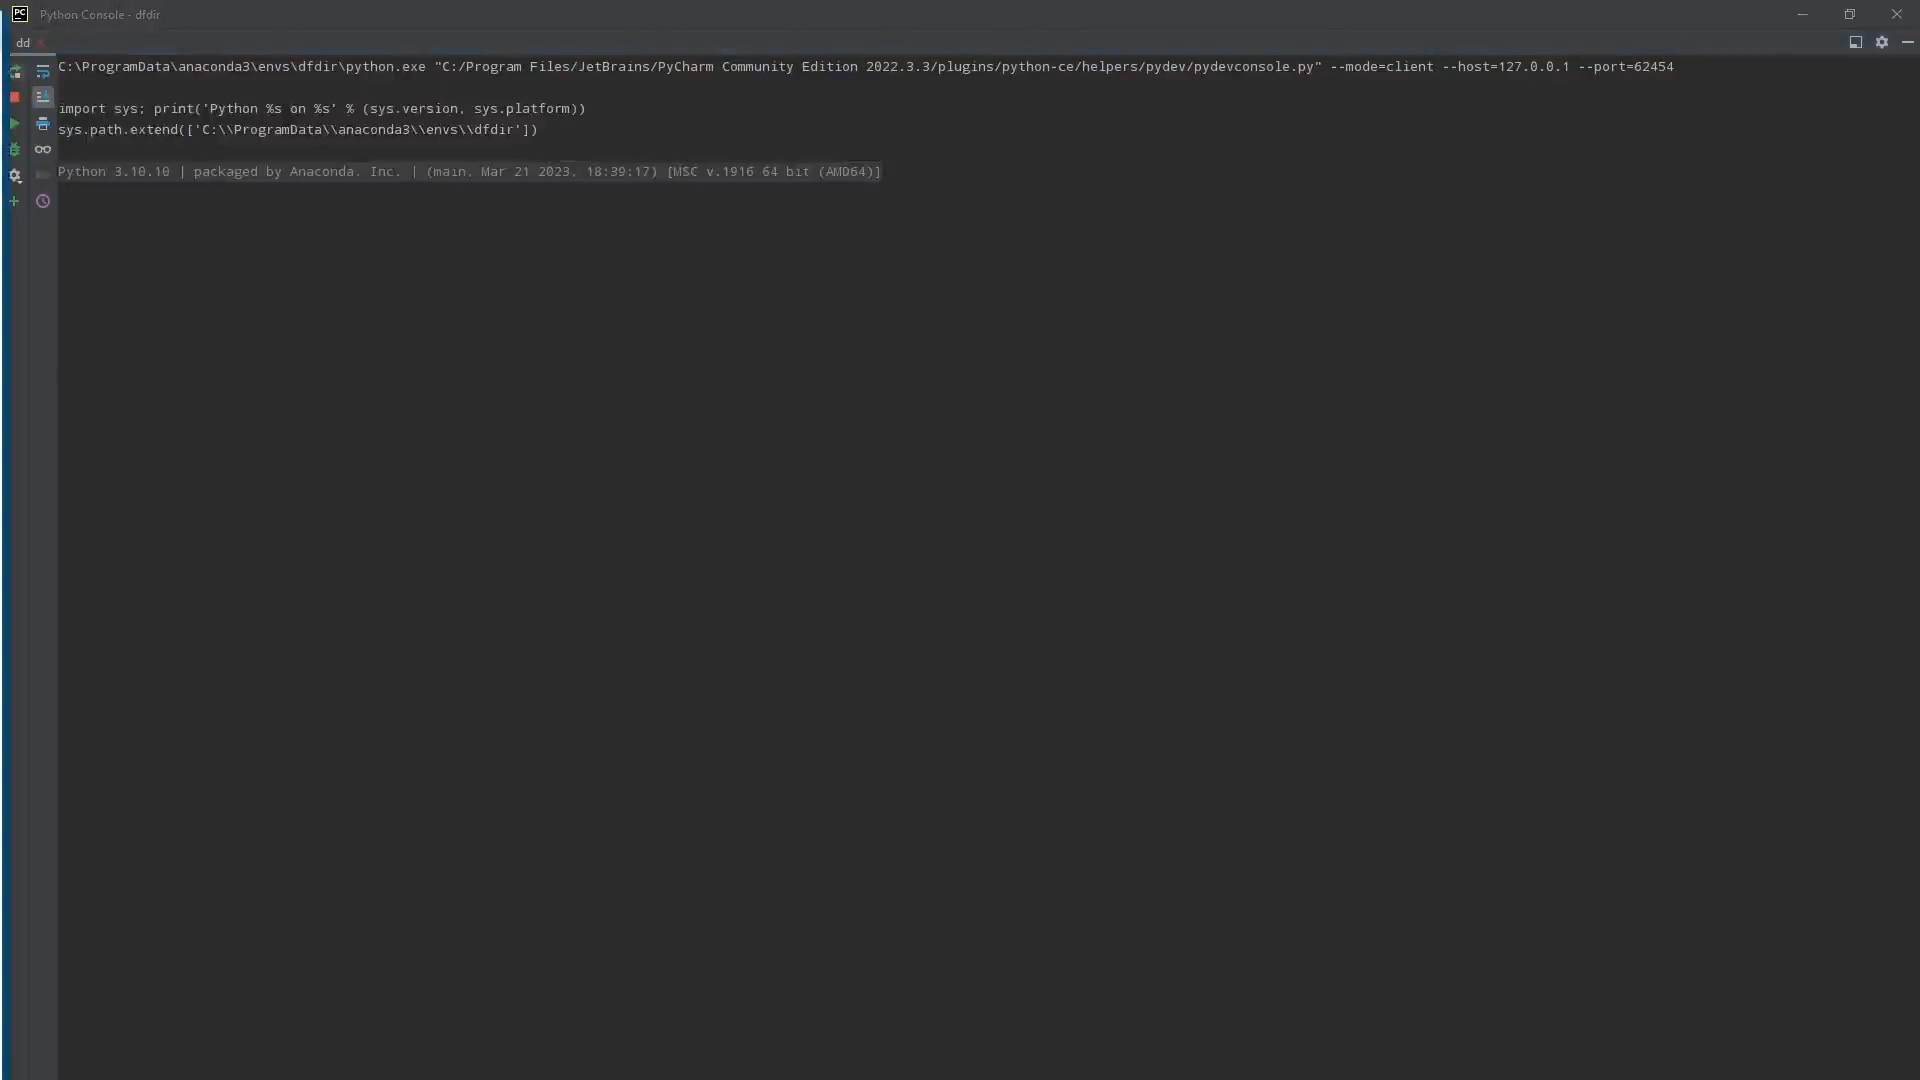 PC Python Console - dfdir
dd
C:\ProgramData\anaconda3\envs\dfdir\python.exe "C:/Program Files/JetBrains/PyCharm Community Edition 2022.3.3/plugins/python-ce/helpers/pydev/pydevconsole.py" --mode=client --host=127.0.0.1 --port=62454
import sys; print('Python %s on %s' % (sys.version, sys.platform))
sys.path.extend(['C:\\ProgramData\\anaconda3\\envs\\dfdir'])
Python 3.10.10 | packaged by Anaconda, Inc. | (main, Mar 21 2023, 18:39:17) [MSC v.1916 64 bit (AMD64)]